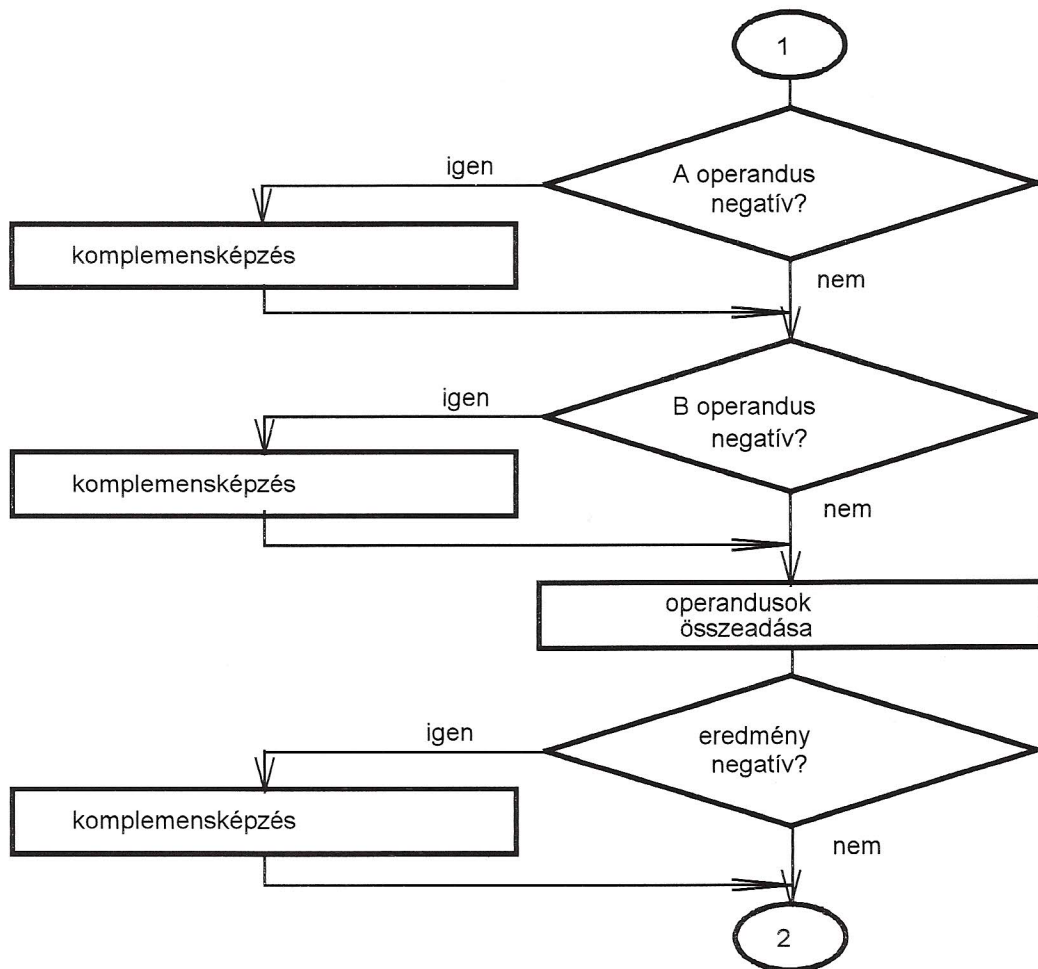 1
igen
A operandus
negatív?
komplemensképzés
nem
igen
B operandus
negatív?
komplemensképzés
nem
operandusok
összeadása
igen
eredmény
negatív?
komplemensképzés
nem
2